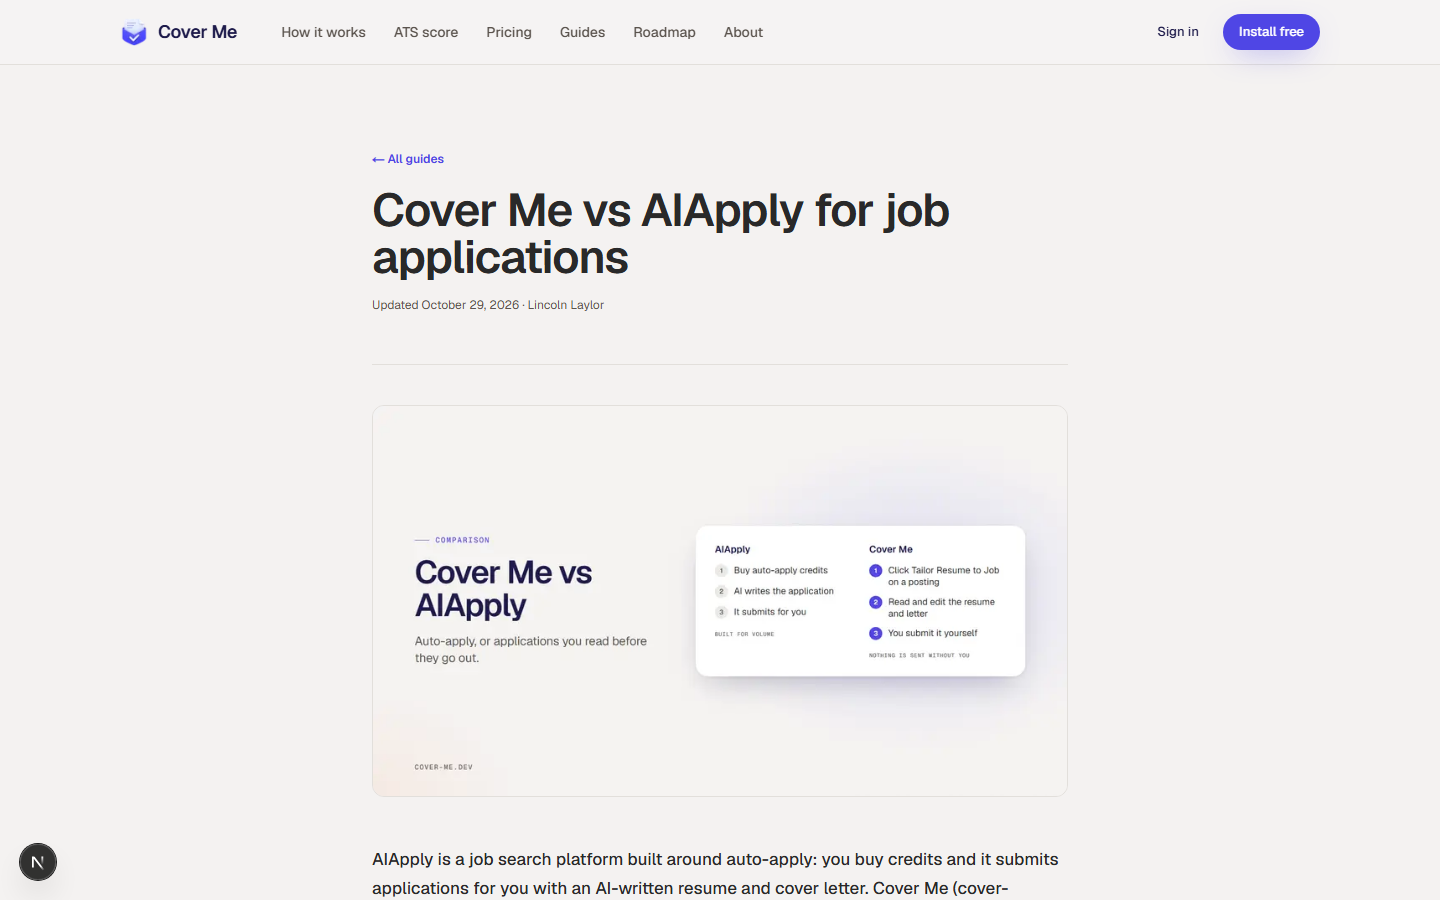 Cover Me
How it works
ATS score
Pricing
Guides
Roadmap
About
Sign in
Install free
← All guides
Cover Me vs AIApply for job
applications
Updated October 29, 2026 · Lincoln Laylor
COMPARISON
Cover Me vs
AIApply
Auto-apply, or applications you read before
they go out.
COVER-ME.DEV
AIApply
1 Buy auto-apply credits
2 AI writes the application
3 It submits for you
BUILT FOR VOLUME
Cover Me
1 Click Tailor Resume to Job
on a posting
2 Read and edit the resume
and letter
3 You submit it yourself
NOTHING IS SENT WITHOUT YOU
AIApply is a job search platform built around auto-apply: you buy credits and it submits
applications for you with an AI-written resume and cover letter. Cover Me (cover-
N